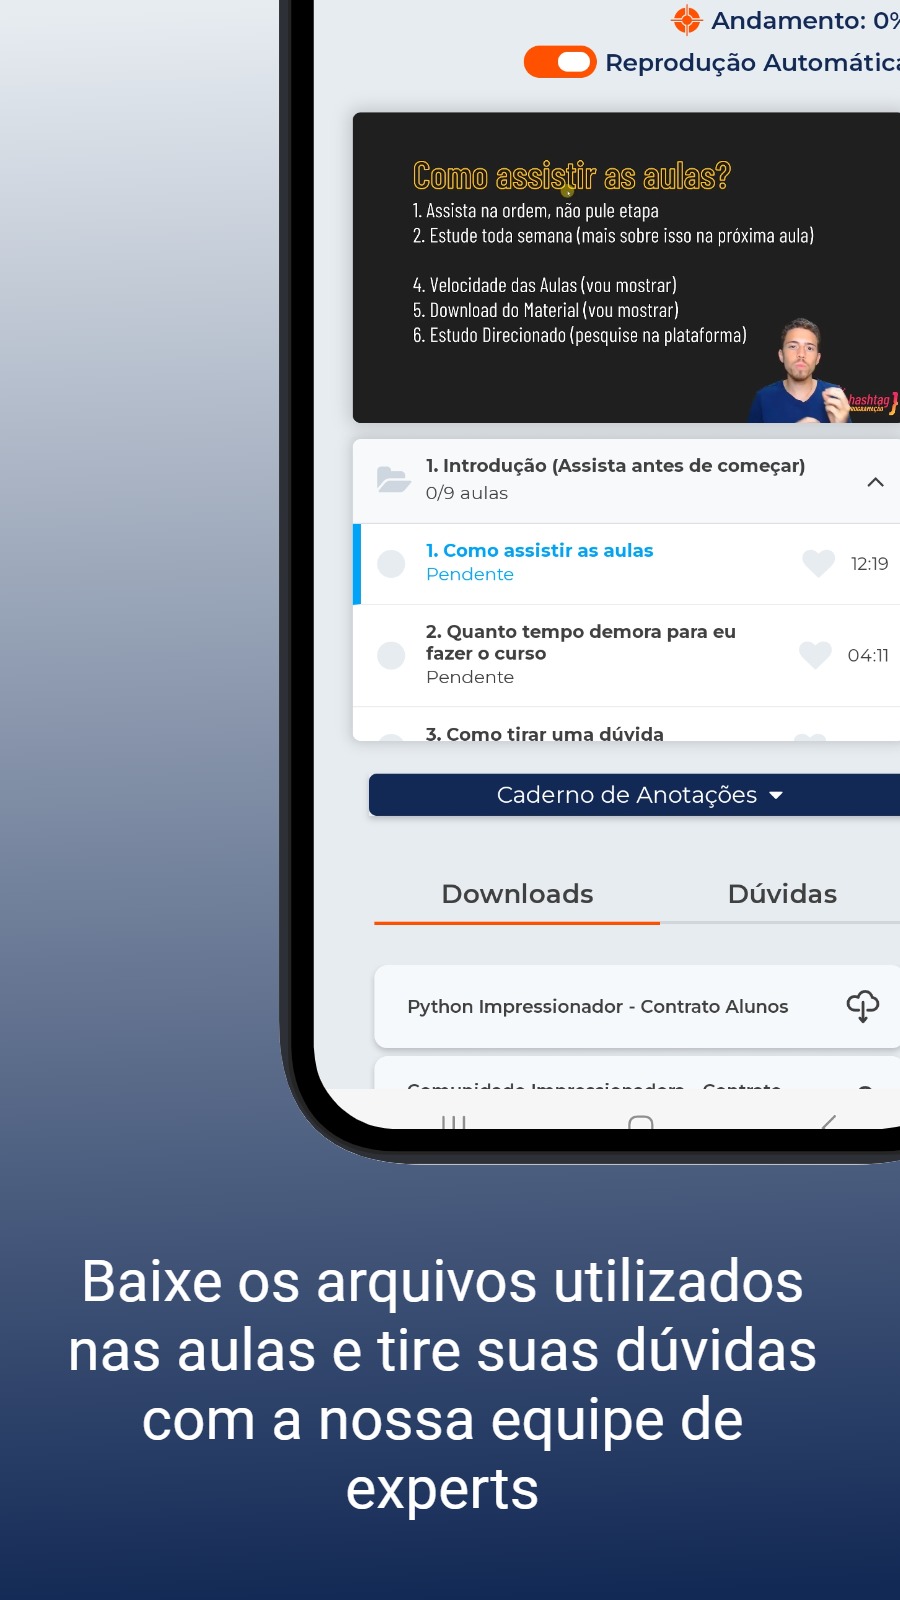 Andamento: 0%
Reprodução Automática
Como assistir as aulas?
1. Assista na ordem, não pule etapa
2. Estude toda semana (mais sobre isso na próxima aula)
4. Velocidade das Aulas (vou mostrar)
5. Download do Material (vou mostrar)
6. Estudo Direcionado (pesquise na plataforma)
hashtag
PROGRAMAÇÃO
1. Introdução (Assista antes de começar)
0/9 aulas
1. Como assistir as aulas
Pendente
12:19
2. Quanto tempo demora para eu
fazer o curso
Pendente
04:11
3. Como tirar uma dúvida
Caderno de Anotações
Downloads
Dúvidas
Python Impressionador - Contrato Alunos
Comunidade Impressionadora - Contrato
Baixe os arquivos utilizados
nas aulas e tire suas dúvidas
com a nossa equipe de
experts